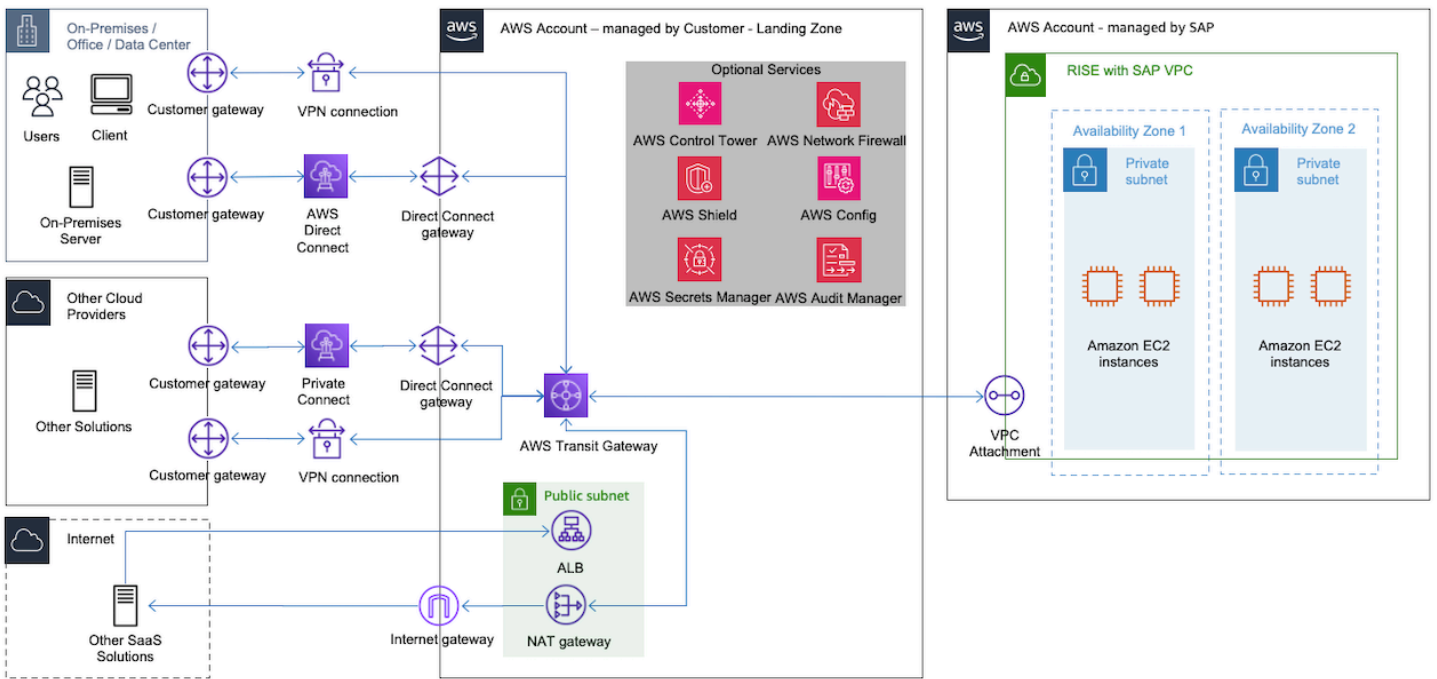 On-Premises /
Office / Data Center
Users
Client
On-Premises
Server
Customer gateway
VPN connection
Customer gateway
AWS
Direct
Connect
Direct Connect
gateway
Other Cloud
Providers
Other Solutions
Customer gateway
Private
Connect
Direct Connect
gateway
Customer gateway
VPN connection
Internet
Other SaaS
Solutions
aws
AWS Account – managed by Customer - Landing Zone
Optional Services
AWS Control Tower
AWS Network Firewall
AWS Shield
AWS Config
AWS Secrets Manager
AWS Audit Manager
AWS Transit Gateway
Public subnet
ALB
Internet gateway
NAT gateway
aws
AWS Account - managed by SAP
RISE with SAP VPC
Availability Zone 1
Private
subnet
Amazon EC2
instances
Availability Zone 2
Private
subnet
Amazon EC2
instances
VPC
Attachment